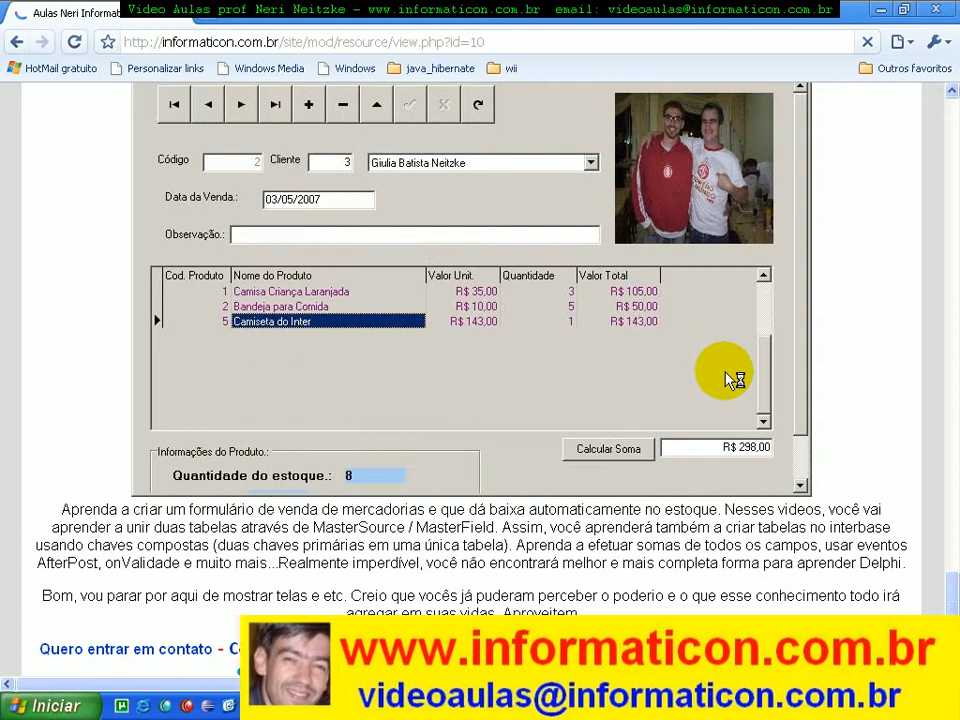 Aulas Neri Informati
Video Aulas prof Neri Neitzke - www.informaticon.com.br email: videoaulas@informaticon.com.br
http://informaticon.com.br/site/mod/resource/view.php?id=10
HotMail gratuito Personalizar links Windows Media Windows java_hibernate wii Outros favoritos
Código 2 Cliente 3 Giulia Batista Neitzke
Data da Venda.: 03/05/2007
Observação.:
Cod. Produto Nome do Produto Valor Unit. Quantidade Valor Total
1 Camisa Criança Laranjada R$ 35,00 3 R$ 105,00
2 Bandeja para Comida R$ 10,00 5 R$ 50,00
5 Camiseta do Inter R$ 143,00 1 R$ 143,00
Calcular Soma R$ 298,00
Informações do Produto.:
Quantidade do estoque.: 8
Aprenda a criar um formulário de venda de mercadorias e que dá baixa automaticamente no estoque. Nesses videos, você vai
aprender a unir duas tabelas através de MasterSource / MasterField. Assim, você aprenderá também a criar tabelas no interbase
usando chaves compostas (duas chaves primárias em uma única tabela). Aprenda a efetuar somas de todos os campos, usar eventos
AfterPost, onValidade e muito mais...Realmente imperdível, você não encontrará melhor e mais completa forma para aprender Delphi.
Bom, vou parar por aqui de mostrar telas e etc. Creio que vocês já puderam perceber o poderio e o que esse conhecimento todo irá
agregar em suas vidas. Aproveitem
Quero entrar em contato - C
www.informaticon.com.br
videoaulas@informaticon.com.br
Iniciar